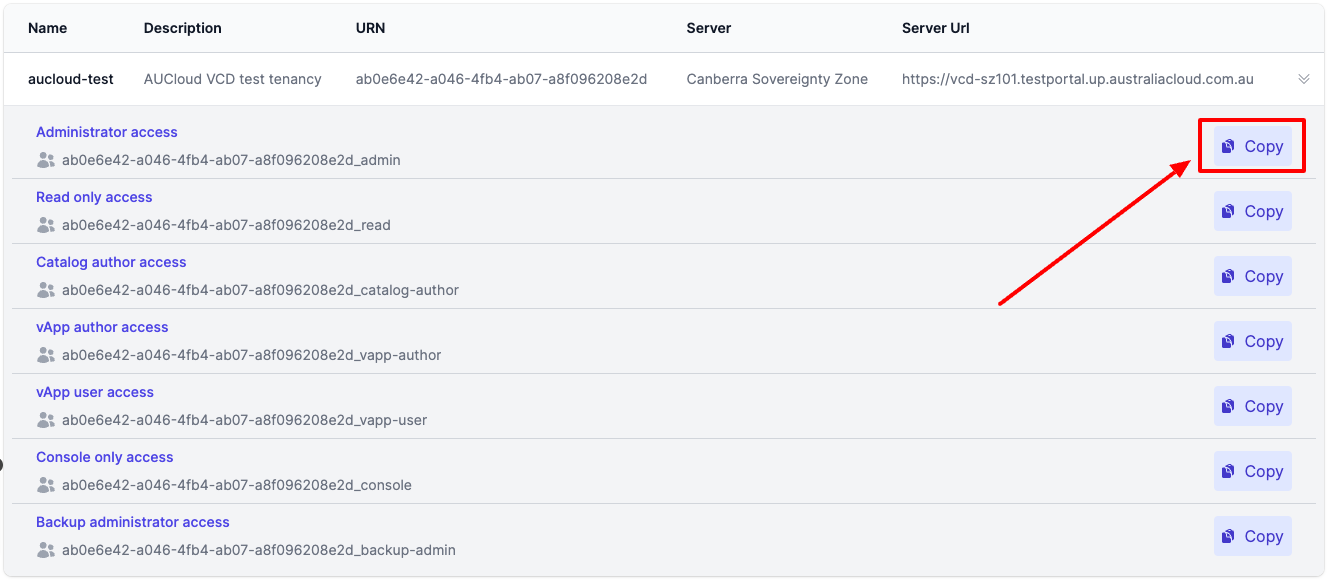 Name Description URN Server Server Url
aucloud-test AUCloud VCD test tenancy ab0e6e42-a046-4fb4-ab07-a8f096208e2d Canberra Sovereignty Zone https://vcd-sz101.testportal.up.australiacloud.com.au
Administrator access
ab0e6e42-a046-4fb4-ab07-a8f096208e2d_admin Copy
Read only access
ab0e6e42-a046-4fb4-ab07-a8f096208e2d_read Copy
Catalog author access
ab0e6e42-a046-4fb4-ab07-a8f096208e2d_catalog-author Copy
vApp author access
ab0e6e42-a046-4fb4-ab07-a8f096208e2d_vapp-author Copy
vApp user access
ab0e6e42-a046-4fb4-ab07-a8f096208e2d_vapp-user Copy
Console only access
ab0e6e42-a046-4fb4-ab07-a8f096208e2d_console Copy
Backup administrator access
ab0e6e42-a046-4fb4-ab07-a8f096208e2d_backup-admin Copy